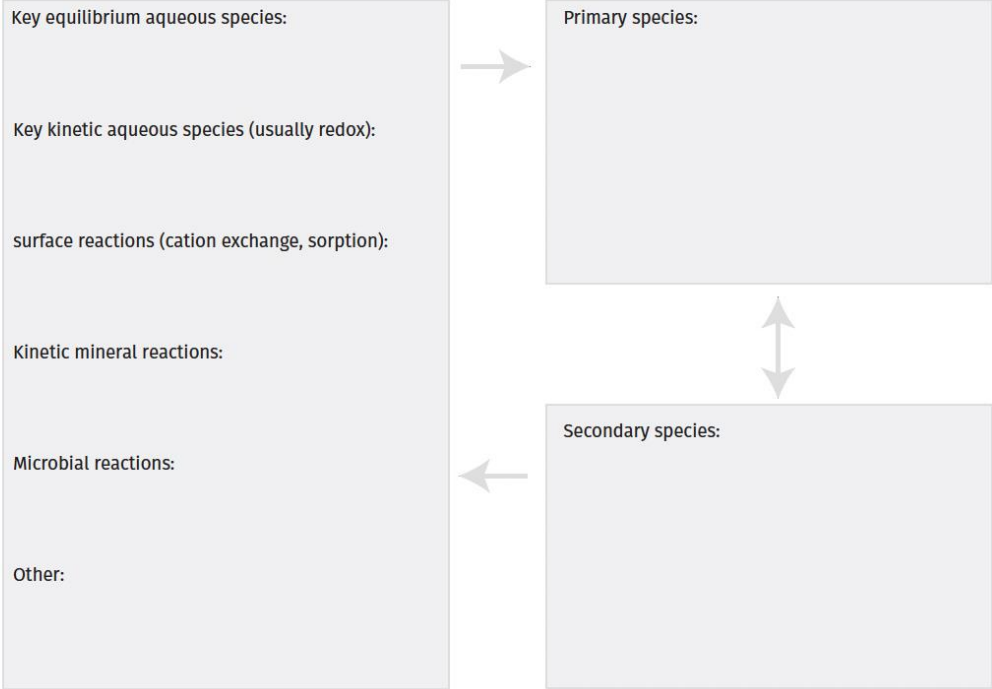 Key equilibrium aqueous species:
Key kinetic aqueous species (usually redox):
surface reactions (cation exchange, sorption):
Kinetic mineral reactions:
Microbial reactions:
Other:
Primary species:
Secondary species: